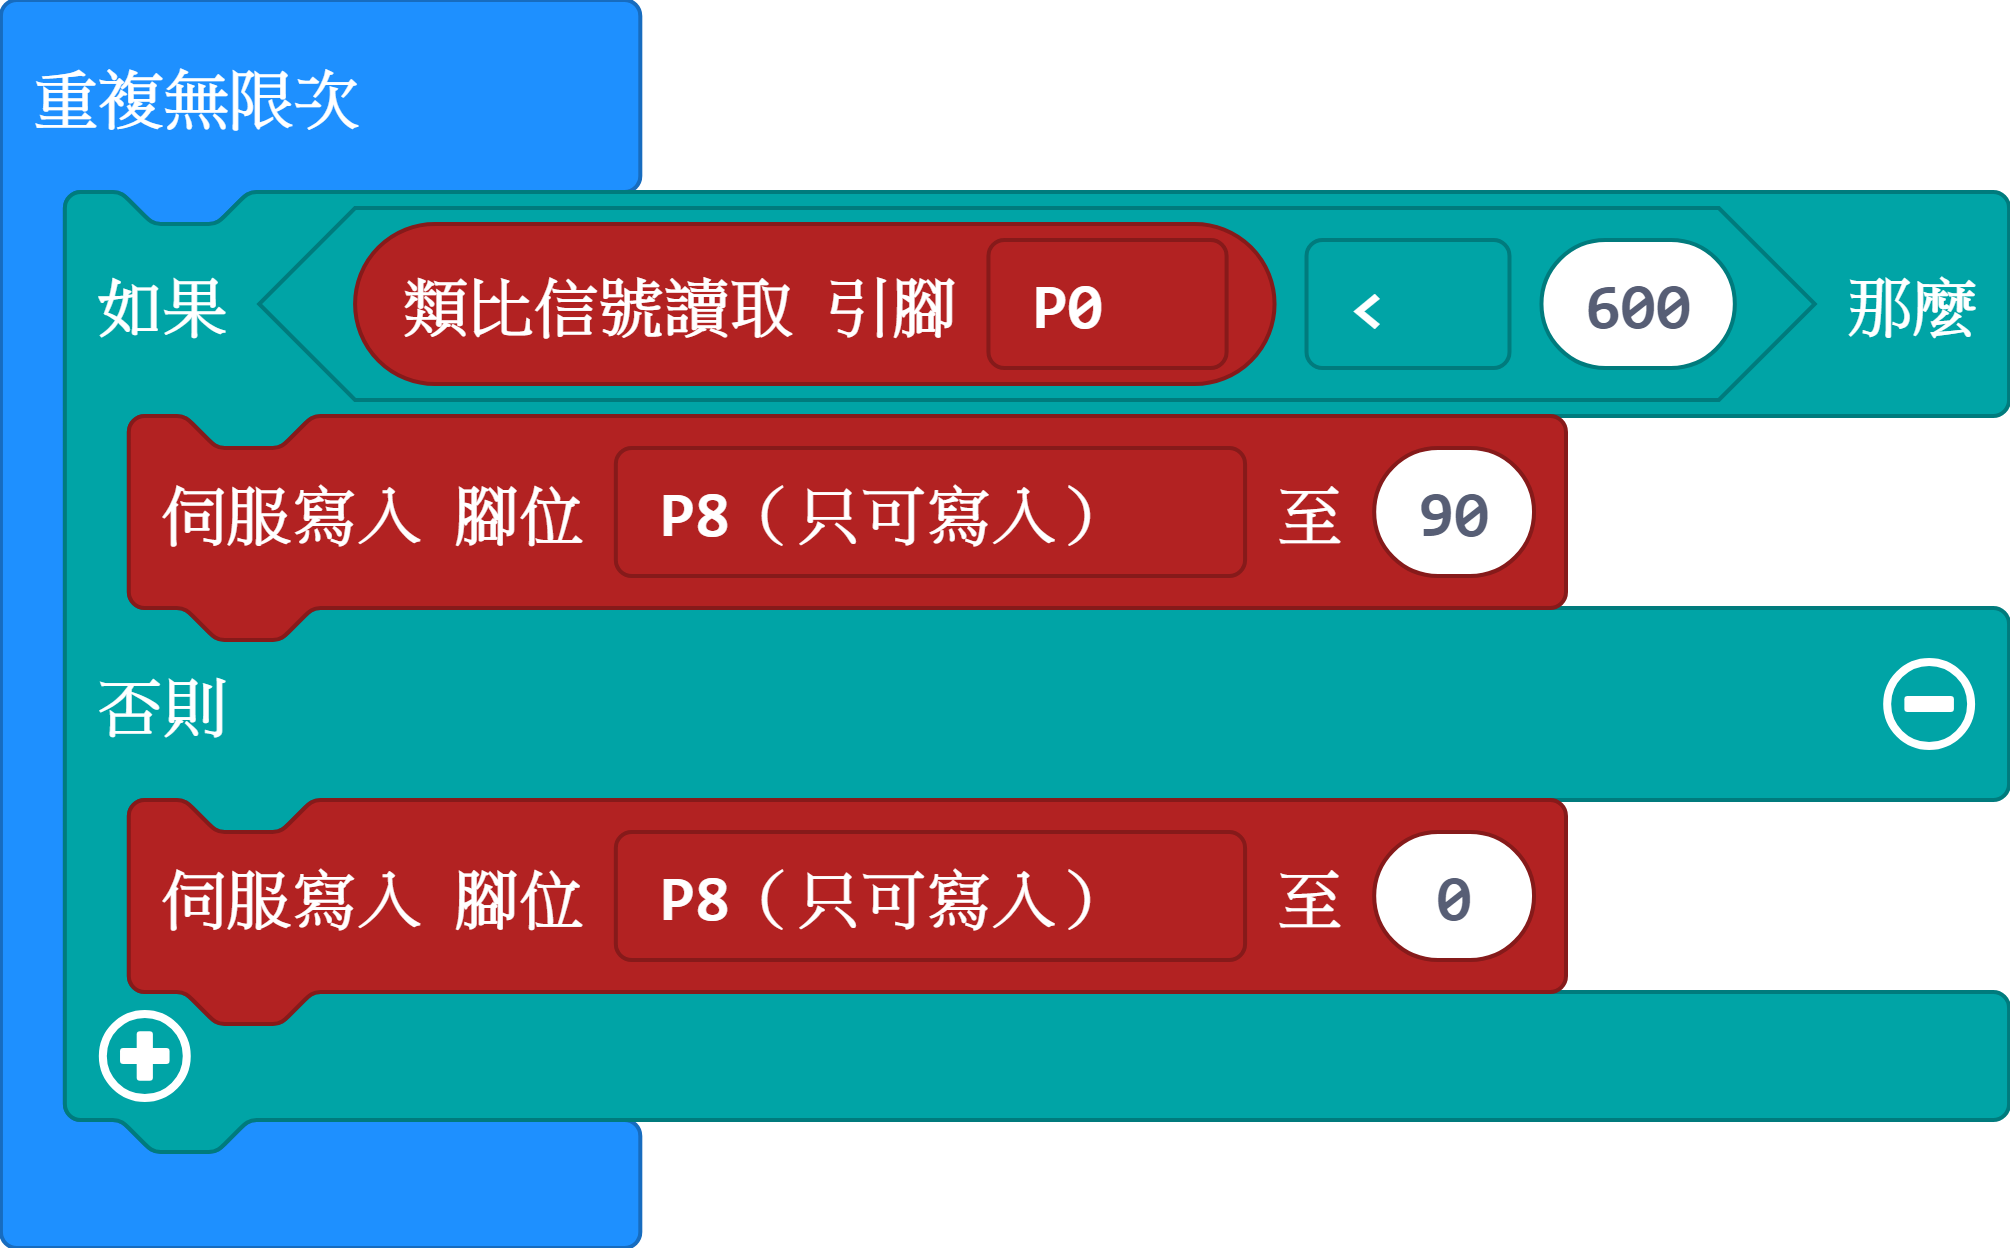 重複無限次
如果 類比信號讀取 引腳 P0 < 600 那麼
伺服寫入 腳位 P8（只可寫入） 至 90
否則
伺服寫入 腳位 P8（只可寫入） 至 0